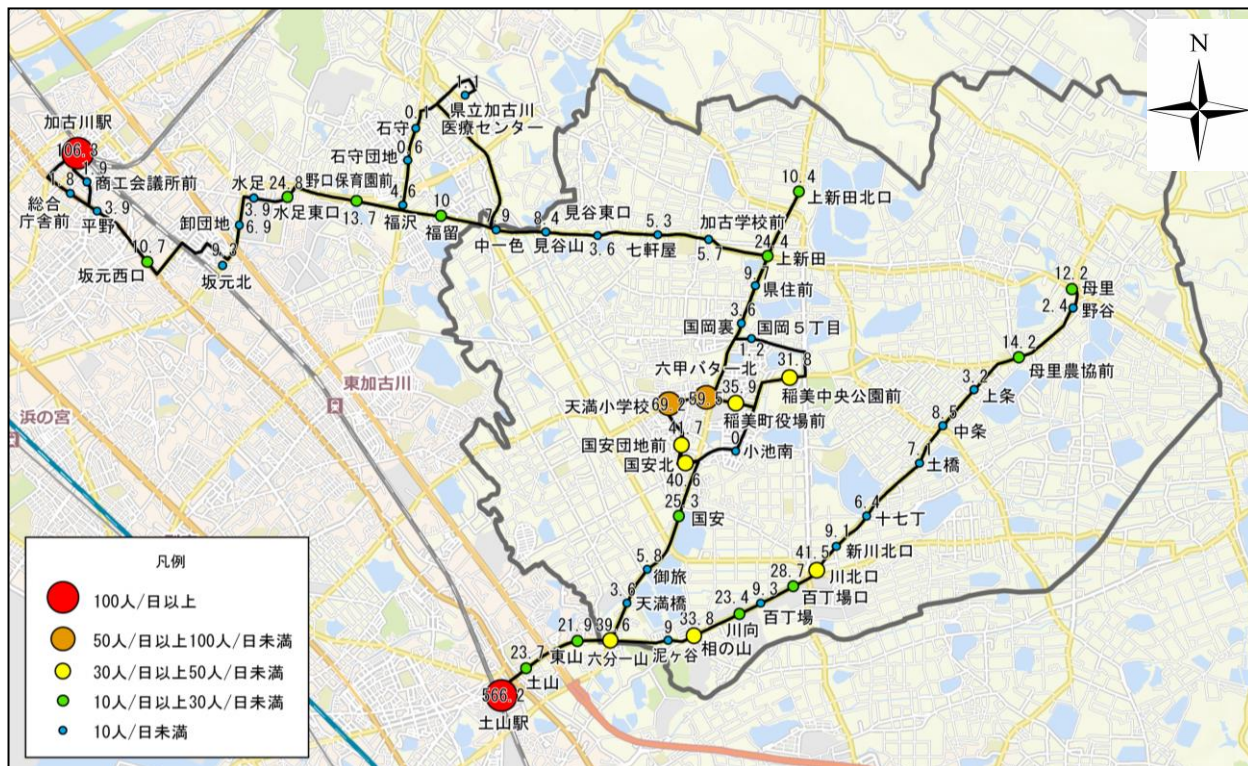 N
1.1
県立加古川
医療センター
0
石守
0.6
石守団地
加古川駅
106.3
1.9
商工会議所前
1.8
総合
庁舎前
平野
3.9
水足
24.8
野口保育園前
卸団地
3.9
水足東口
6.9
13.7
4.6
福沢
10
福留
10.7
坂元西口
9.3
坂元北
7.9
中一色
8.4
見谷東口
見谷山
3.6
5.3
七軒屋
加古学校前
5.7
10.4
上新田北口
24.4
上新田
9.7
県住前
3.6
国岡裏
国岡5丁目
1.2
六甲バター北
31.8
59.5
35.9
稲美中央公園前
天満小学校
69.2
稲美町役場前
41.7
国安団地前
0
小池南
国安北
40.6
25.3
国安
5.8
御旅
3.6
天満橋
12.2
母里
2.4
野谷
14.2
母里農協前
3.2
上条
8.5
中条
7.1
土橋
6.4
十七丁
9.1
新川北口
41.5
川北口
28.7
百丁場口
9.3
百丁場
23.4
川向
33.8
相の山
9
泥ヶ谷
39.6
六分一山
21.9
東山
23.7
土山
566.2
土山駅
東加古川
浜の宮
凡例
100人/日以上
50人/日以上100人/日未満
30人/日以上50人/日未満
10人/日以上30人/日未満
10人/日未満